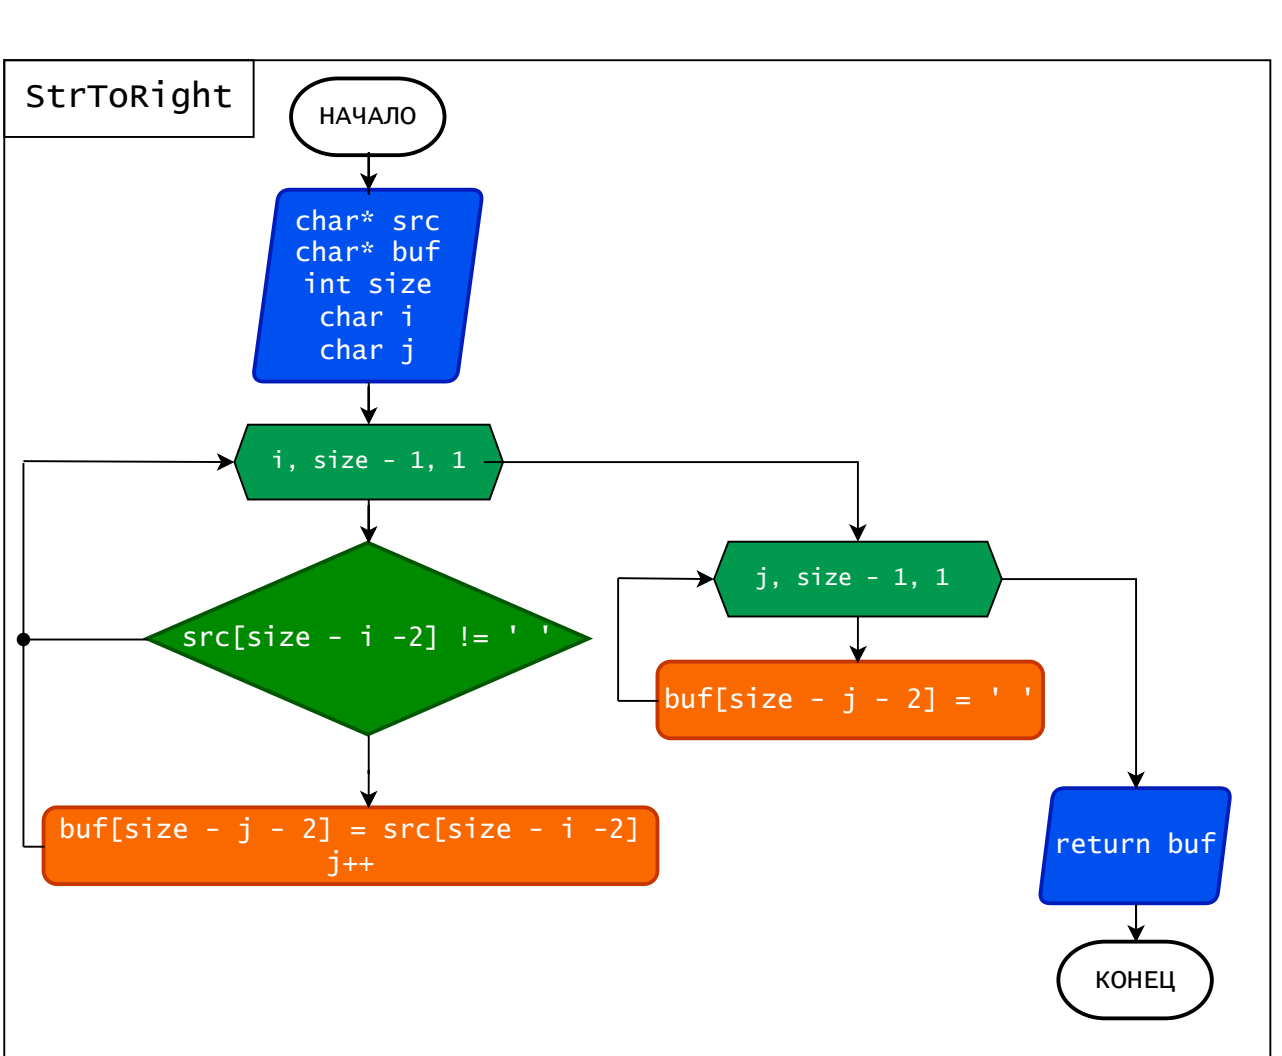 StrToRight
НАЧАЛО
char* src
char* buf
int size
char i
char j
i, size - 1, 1
src[size - i -2] != ' '
buf[size - j - 2] = src[size - i -2]
j++
j, size - 1, 1
buf[size - j - 2] = ' '
return buf
КОНЕЦ